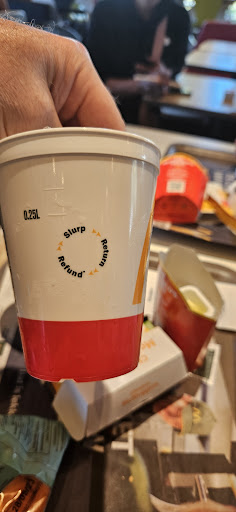 0.25L
Slurp
Return
Refund*